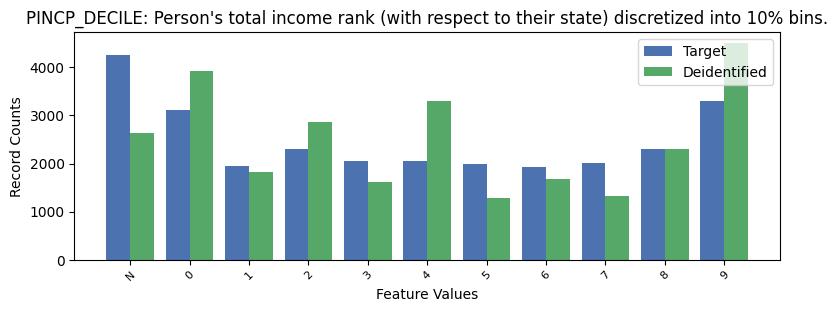 PINCP_DECILE: Person's total income rank (with respect to their state) discretized into 10% bins.
Target
Deidentified
Record Counts
4000
3000
2000
1000
0
N 0 1 2 3 4 5 6 7 8 9
Feature Values